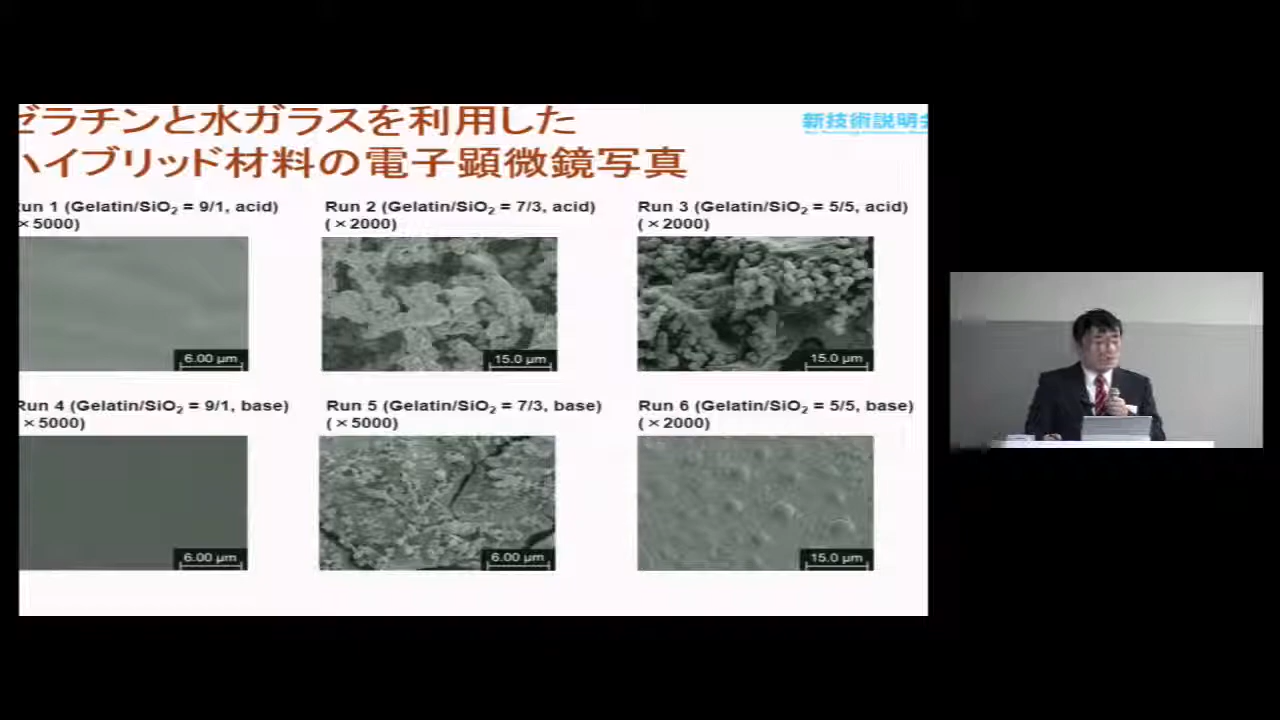 ゼラチンと水ガラスを利用した
ハイブリッド材料の電子顕微鏡写真
新技術説明会
Run 1 (Gelatin/SiO₂ = 9/1, acid)
(×5000)
6.00 µm
Run 2 (Gelatin/SiO₂ = 7/3, acid)
(×2000)
15.0 µm
Run 3 (Gelatin/SiO₂ = 5/5, acid)
(×2000)
15.0 µm
Run 4 (Gelatin/SiO₂ = 9/1, base)
(×5000)
6.00 µm
Run 5 (Gelatin/SiO₂ = 7/3, base)
(×5000)
6.00 µm
Run 6 (Gelatin/SiO₂ = 5/5, base)
(×2000)
15.0 µm